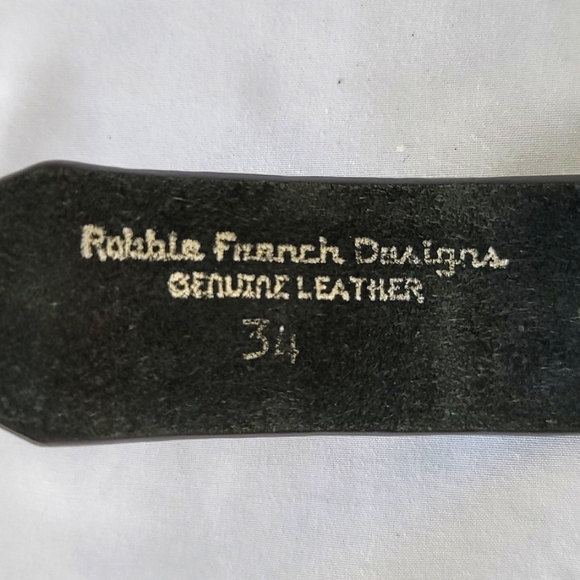 Robbie French Designs
GENUINE LEATHER
34